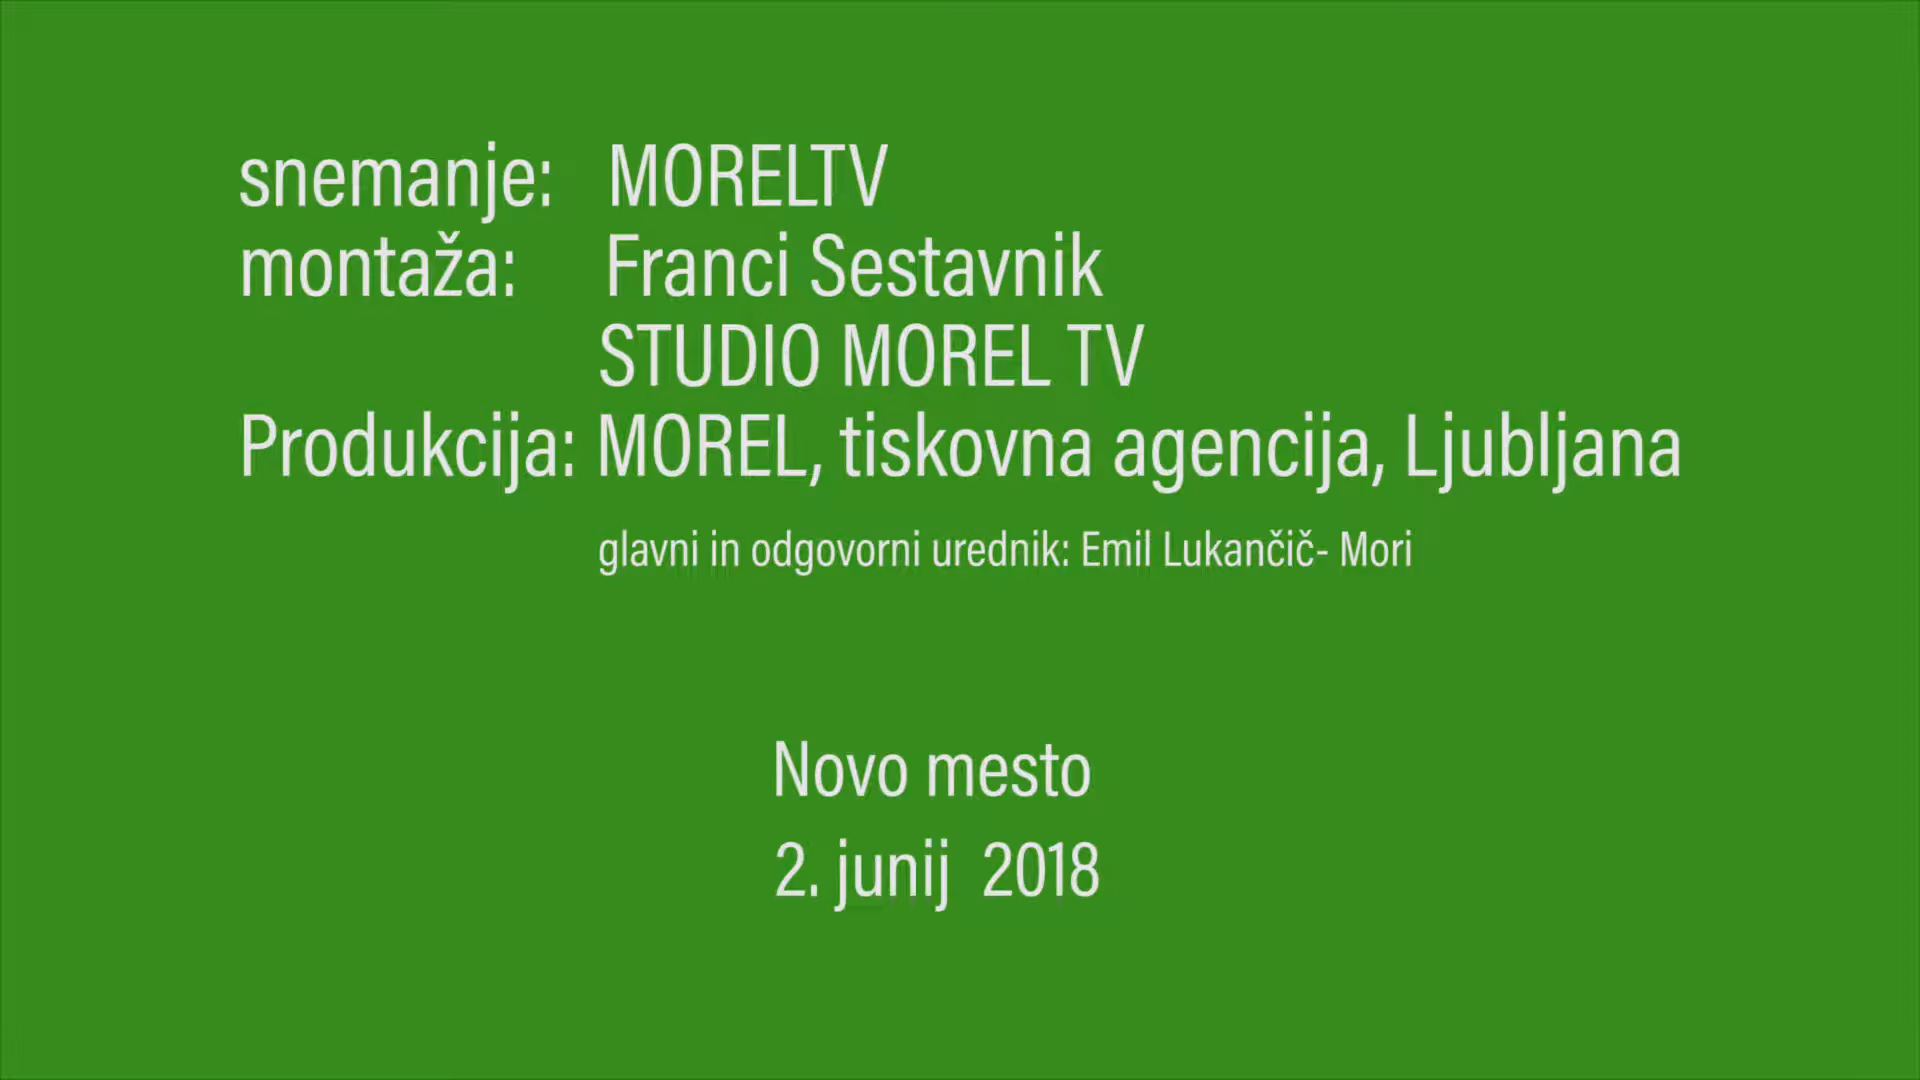 snemanje: MORELTV
montaža: Franci Sestavnik
STUDIO MOREL TV
Produkcija: MOREL, tiskovna agencija, Ljubljana
glavni in odgovorni urednik: Emil Lukančič- Mori
Novo mesto
2. junij 2018